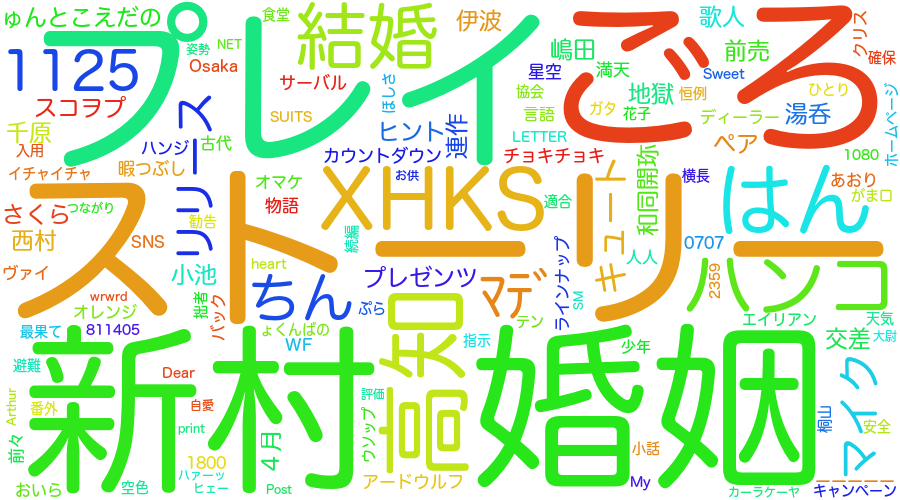 ゅんとこえだの
プレイ
結婚
伊波
ごろ
歌人
クリス
確保
姿勢
NET
食堂
1125
Osaka
サーバル
星空
嶋田
満天
前売
Sweet
スコヲプ
リリース
SUITS
ほしさ
協会
地獄
恒例
ひとり
千原
ハンジ
古代
ヒント
連作
言語
ガタ
花子
ディーラー
湯呑
ホームページ
入用
暇つぶし
カウントダウン
LETTER
チョキチョキ
ペア
1080
イチャイチャ
オマケ
お供
XHKS
和同開珎
横長
はん
あおり
がま口
さくら
つながり
勧告
物語
適合
キュート
西村
SNS
ストーリー
続編
人人
0707
ヴァイ
小池
heart
プレゼンツ
マデ
ラインナップ
SM
2359
ハンコ
wrwrd
拙者
バック
ちん
オレンジ
811405
ょくんばの
ぷら
テン
エイリアン
天気
最果て
WF
高知
指示
少年
交差
大尉
避難
新村
婚姻
Dear
評価
マイク
Arthur
番外
自愛
ウソップ
桐山
安全
前々
print
4月
小話
1800
アードウルフ
My
おいら
空色
ハァーッ
ヒェー
Post
カーラケーヤ
キャンペーン
ーーーーー